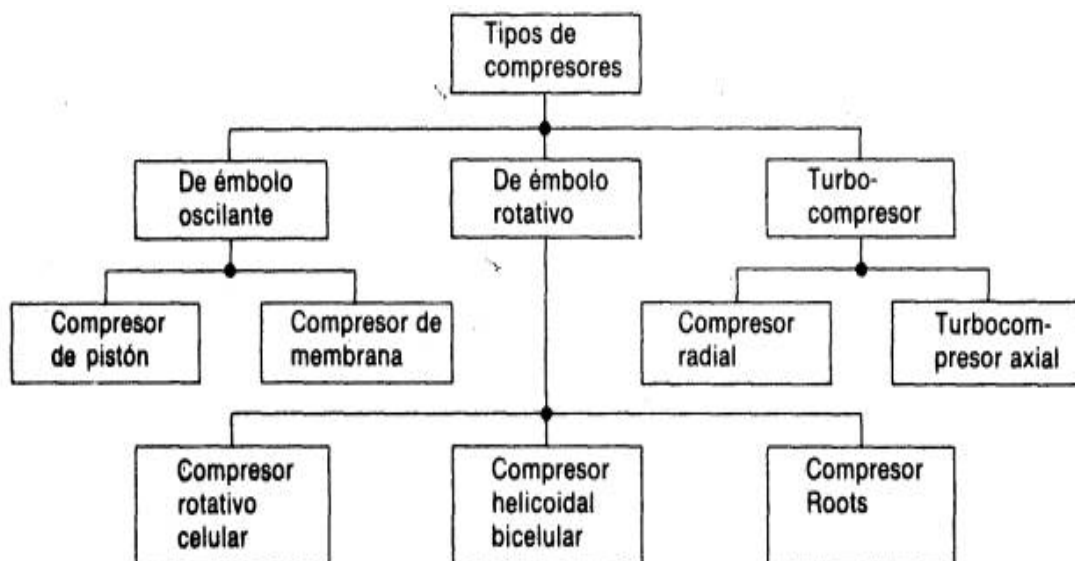 Tipos de
compresores
De émbolo
oscilante
De émbolo
rotativo
Turbo-
compresor
Compresor
de pistón
Compresor de
membrana
Compresor
radial
Turbocom-
presor axial
Compresor
rotativo
celular
Compresor
helicoidal
bicelular
Compresor
Roots